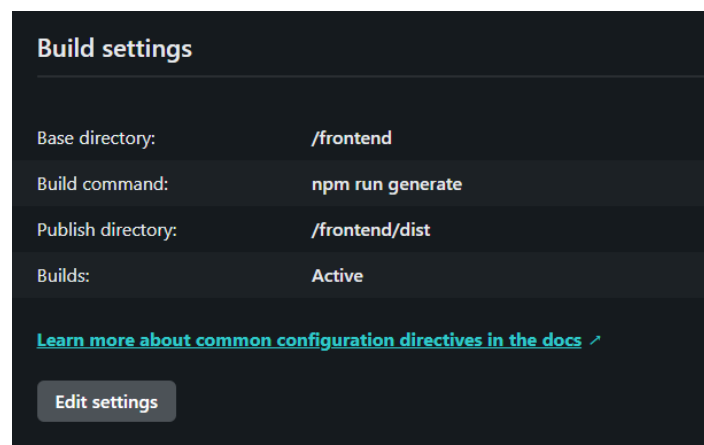 Build settings
Base directory: /frontend
Build command: npm run generate
Publish directory: /frontend/dist
Builds: Active
Learn more about common configuration directives in the docs ↗
Edit settings